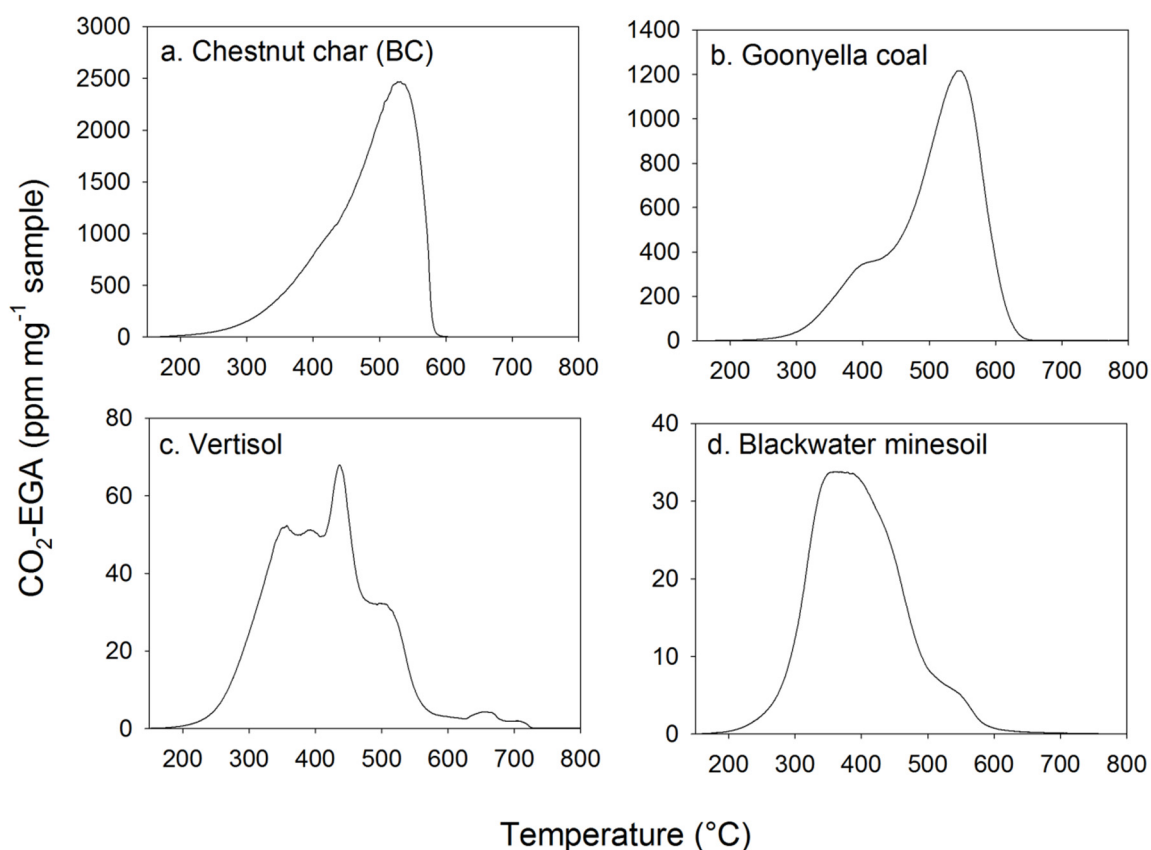 a. Chestnut char (BC)
3000
2500
2000
1500
1000
500
0
200 300 400 500 600 700 800
b. Goonyella coal
1400
1200
1000
800
600
400
200
0
200 300 400 500 600 700 800
c. Vertisol
80
60
40
20
0
200 300 400 500 600 700 800
d. Blackwater minesoil
40
30
20
10
0
200 300 400 500 600 700 800
CO₂-EGA (ppm mg⁻¹ sample)
Temperature (°C)